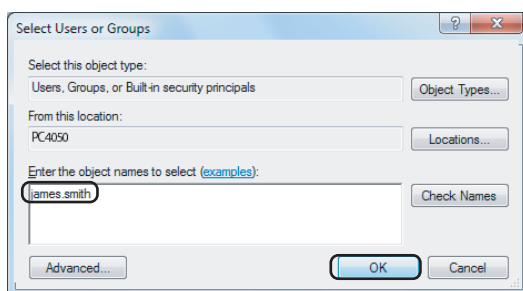 Select Users or Groups
Select this object type:
Users, Groups, or Built-in security principals
Object Types...
From this location:
PC4050
Locations...
Enter the object names to select (examples):
james.smith
Check Names
Advanced...
OK
Cancel